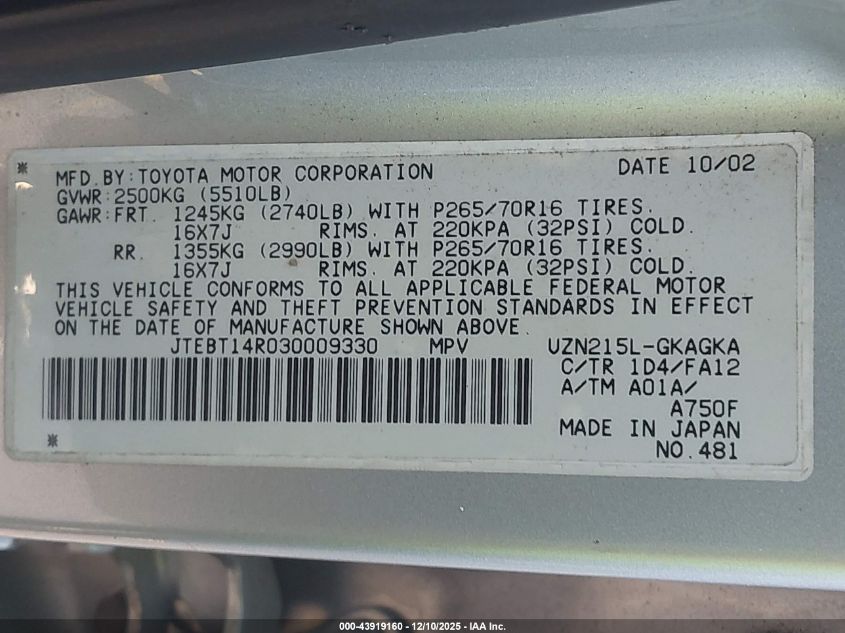 MFD. BY: TOYOTA MOTOR CORPORATION DATE 10/02
GVWR: 2500KG (5510LB)
GAWR: FRT. 1245KG (2740LB) WITH P265/70R16 TIRES.
16X7J RIMS. AT 220KPA (32PSI) COLD.
RR. 1355KG (2990LB) WITH P265/70R16 TIRES.
16X7J RIMS. AT 220KPA (32PSI) COLD.
THIS VEHICLE CONFORMS TO ALL APPLICABLE FEDERAL MOTOR
VEHICLE SAFETY AND THEFT PREVENTION STANDARDS IN EFFECT
ON THE DATE OF MANUFACTURE SHOWN ABOVE.
JTEBT14R030009330 MPV UZN215L-GKAGKA
C/TR 1D4/FA12
A/TM A01A/
A750F
MADE IN JAPAN
NO. 481
000-43919160 - 12/10/2025 - IAA Inc.